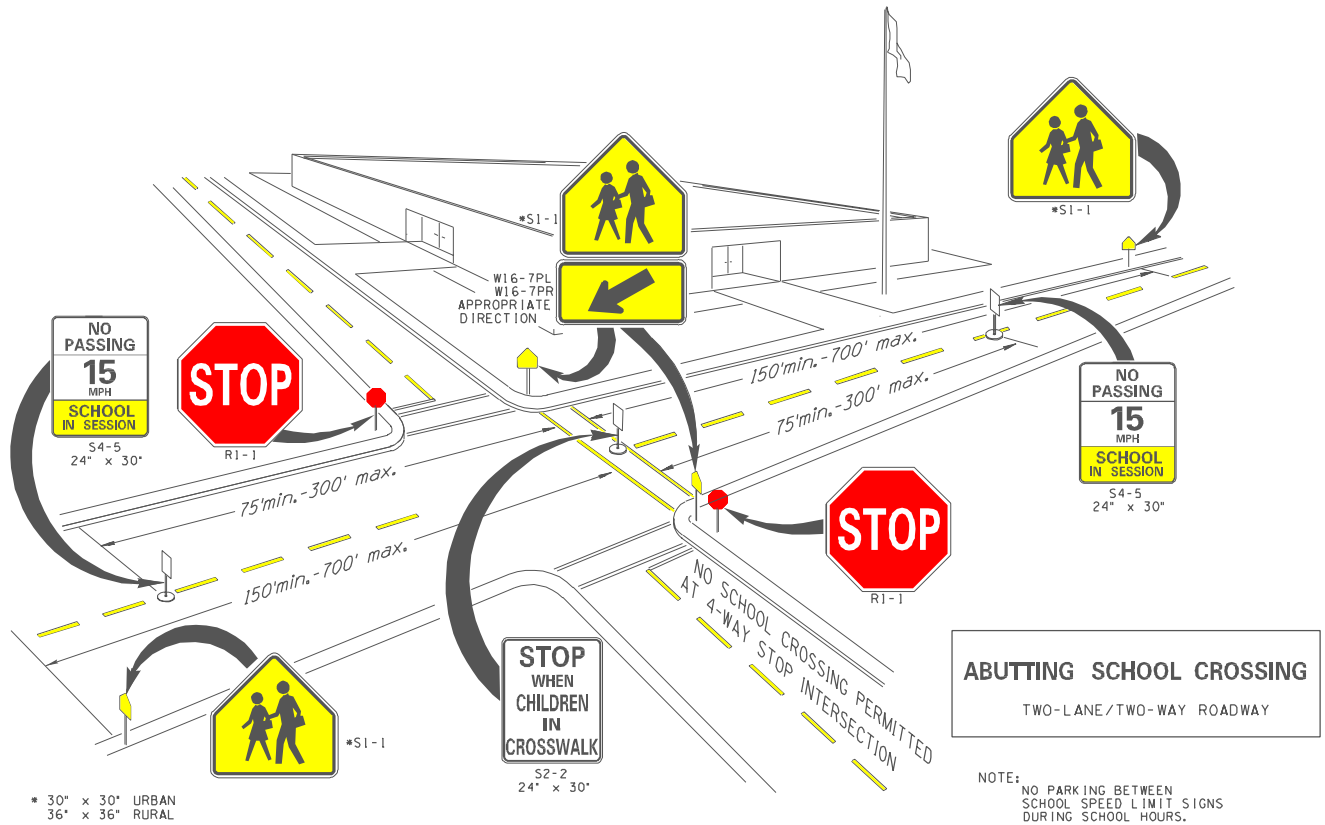 *S1-1
*S1-1
W16-7PL
W16-7PR
APPROPRIATE
DIRECTION
NO
PASSING
15
MPH
SCHOOL
IN SESSION
S4-5
24" x 30"
STOP
R1-1
150'min.-700' max.
75'min.-300' max.
NO
PASSING
15
MPH
SCHOOL
IN SESSION
S4-5
24" x 30"
75'min.-300' max.
150'min.-700' max.
STOP
R1-1
NO SCHOOL CROSSING PERMITTED
AT 4-WAY STOP INTERSECTION
STOP
WHEN
CHILDREN
IN
CROSSWALK
S2-2
24" x 30"
*S1-1
ABUTTING SCHOOL CROSSING
TWO-LANE/TWO-WAY ROADWAY
* 30" x 30" URBAN
36" x 36" RURAL
NOTE:
NO PARKING BETWEEN
SCHOOL SPEED LIMIT SIGNS
DURING SCHOOL HOURS.